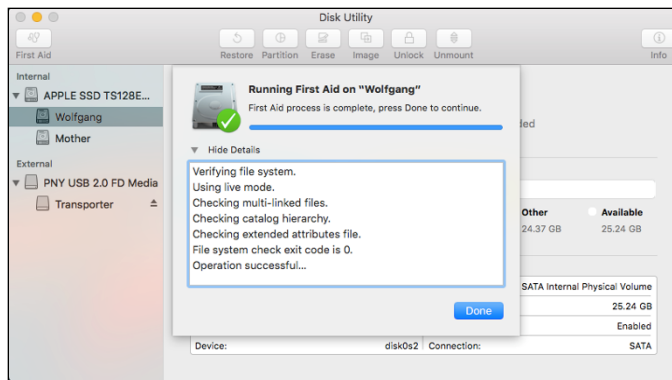 Disk Utility
First Aid
Restore Partition Erase Image Unlock Unmount
Info
Internal
APPLE SSD TS128E...
Wolfgang
Mother
External
PNY USB 2.0 FD Media
Transporter
Running First Aid on “Wolfgang”
First Aid process is complete, press Done to continue.
Hide Details
Verifying file system.
Using live mode.
Checking multi-linked files.
Checking catalog hierarchy.
Checking extended attributes file.
File system check exit code is 0.
Operation successful...
Done
Other Available
24.37 GB 25.24 GB
SATA Internal Physical Volume
25.24 GB
Enabled
Device: disk0s2 Connection: SATA